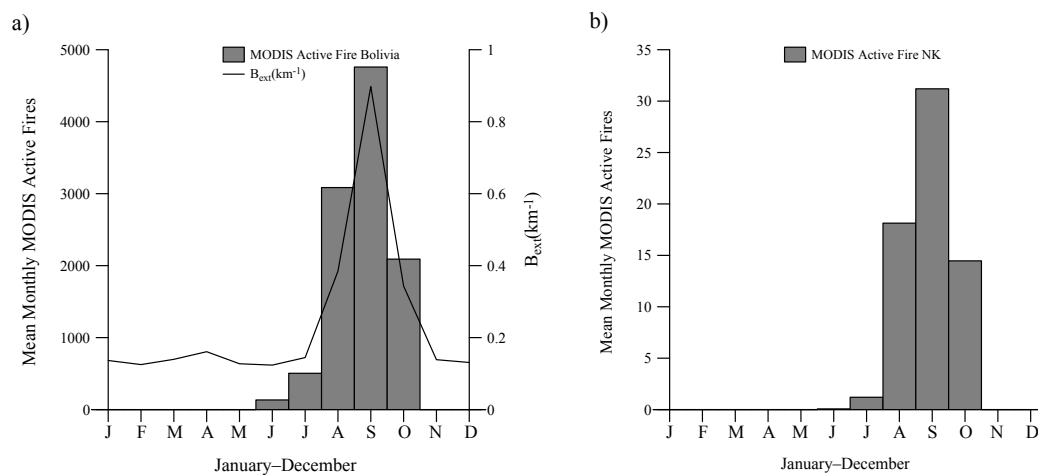 a)
MODIS Active Fire Bolivia
B_ext(km⁻¹)
Mean Monthly MODIS Active Fires
5000
4000
3000
2000
1000
0
1
0.8
0.6
0.4
0.2
0
B_ext(km⁻¹)
J F M A M J J A S O N D
January–December
b)
MODIS Active Fire NK
Mean Monthly MODIS Active Fires
35
30
25
20
15
10
5
0
J F M A M J J A S O N D
January–December